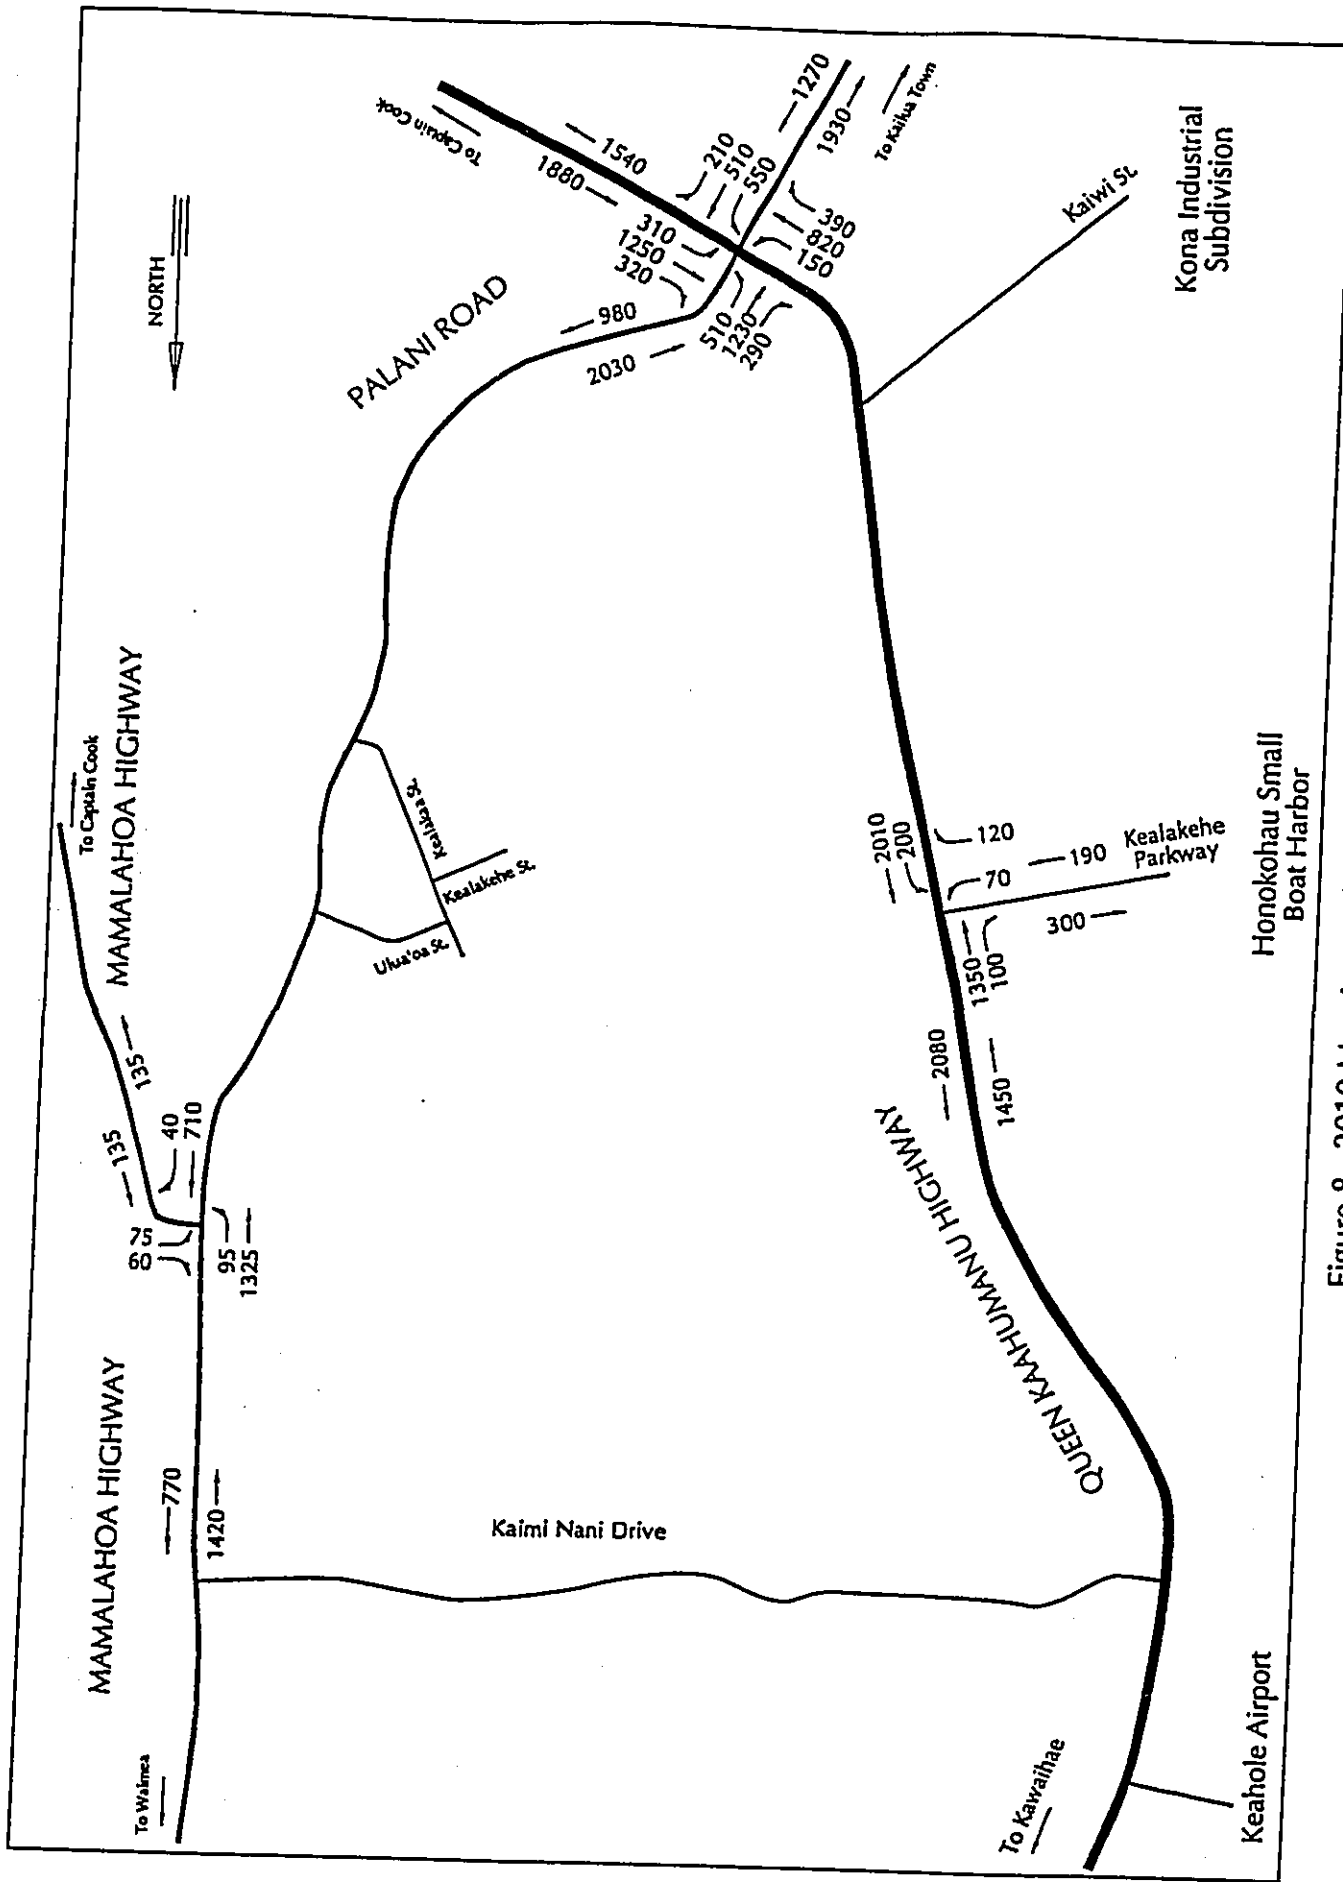 To Captain Cook
1880
1540
210
510
550
1270
1930
To Kailua Town
310
1250
320
390
820
150
980
2030
510
1230
290
PALANI ROAD
NORTH
Kaiwi St.
Kona Industrial
Subdivision
To Captain Cook
MAMALAHOA HIGHWAY
135
135
40
710
75
60
95
1325
Kealakaa St.
Kealakehe St.
Ulua'oa St.
2010
200
120
70
190
Kealakehe
Parkway
300
1350
100
Honokohau Small
Boat Harbor
2080
1450
QUEEN KAAHUMANU HIGHWAY
MAMALAHOA HIGHWAY
770
1420
Kaimi Nani Drive
To Waimea
To Kawaihae
Keahole Airport
Figure 8 2010